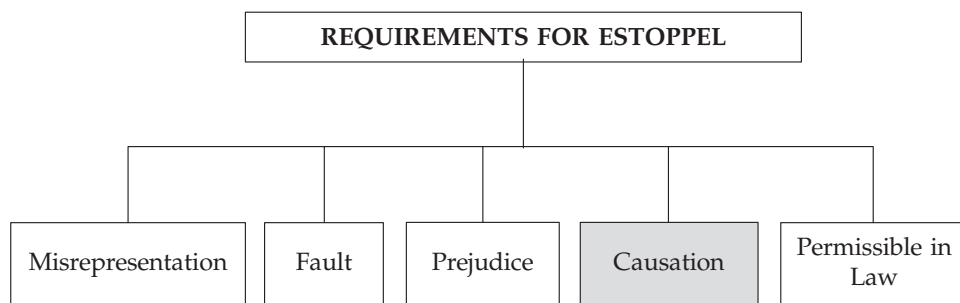 REQUIREMENTS FOR ESTOPPEL
Misrepresentation
Fault
Prejudice
Causation
Permissible in
Law